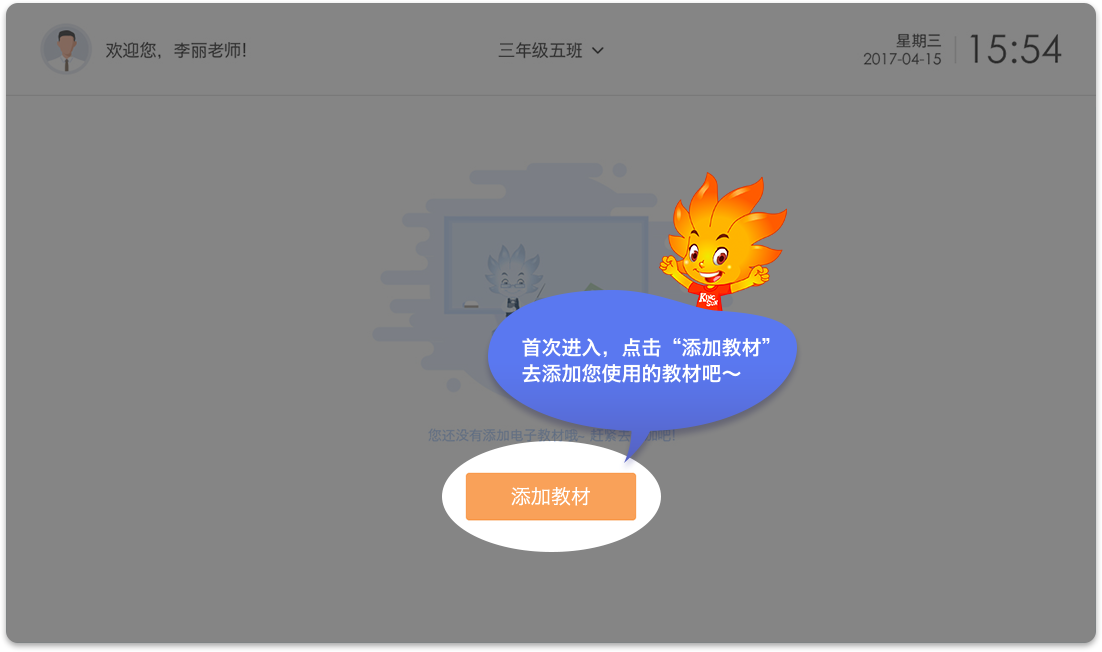 欢迎您，李丽老师!
三年级五班
星期三
2017-04-15
15:54
KING
SUN
首次进入，点击“添加教材”
去添加您使用的教材吧～
您还没有添加电子教材哦~ 赶紧去添加吧!
添加教材